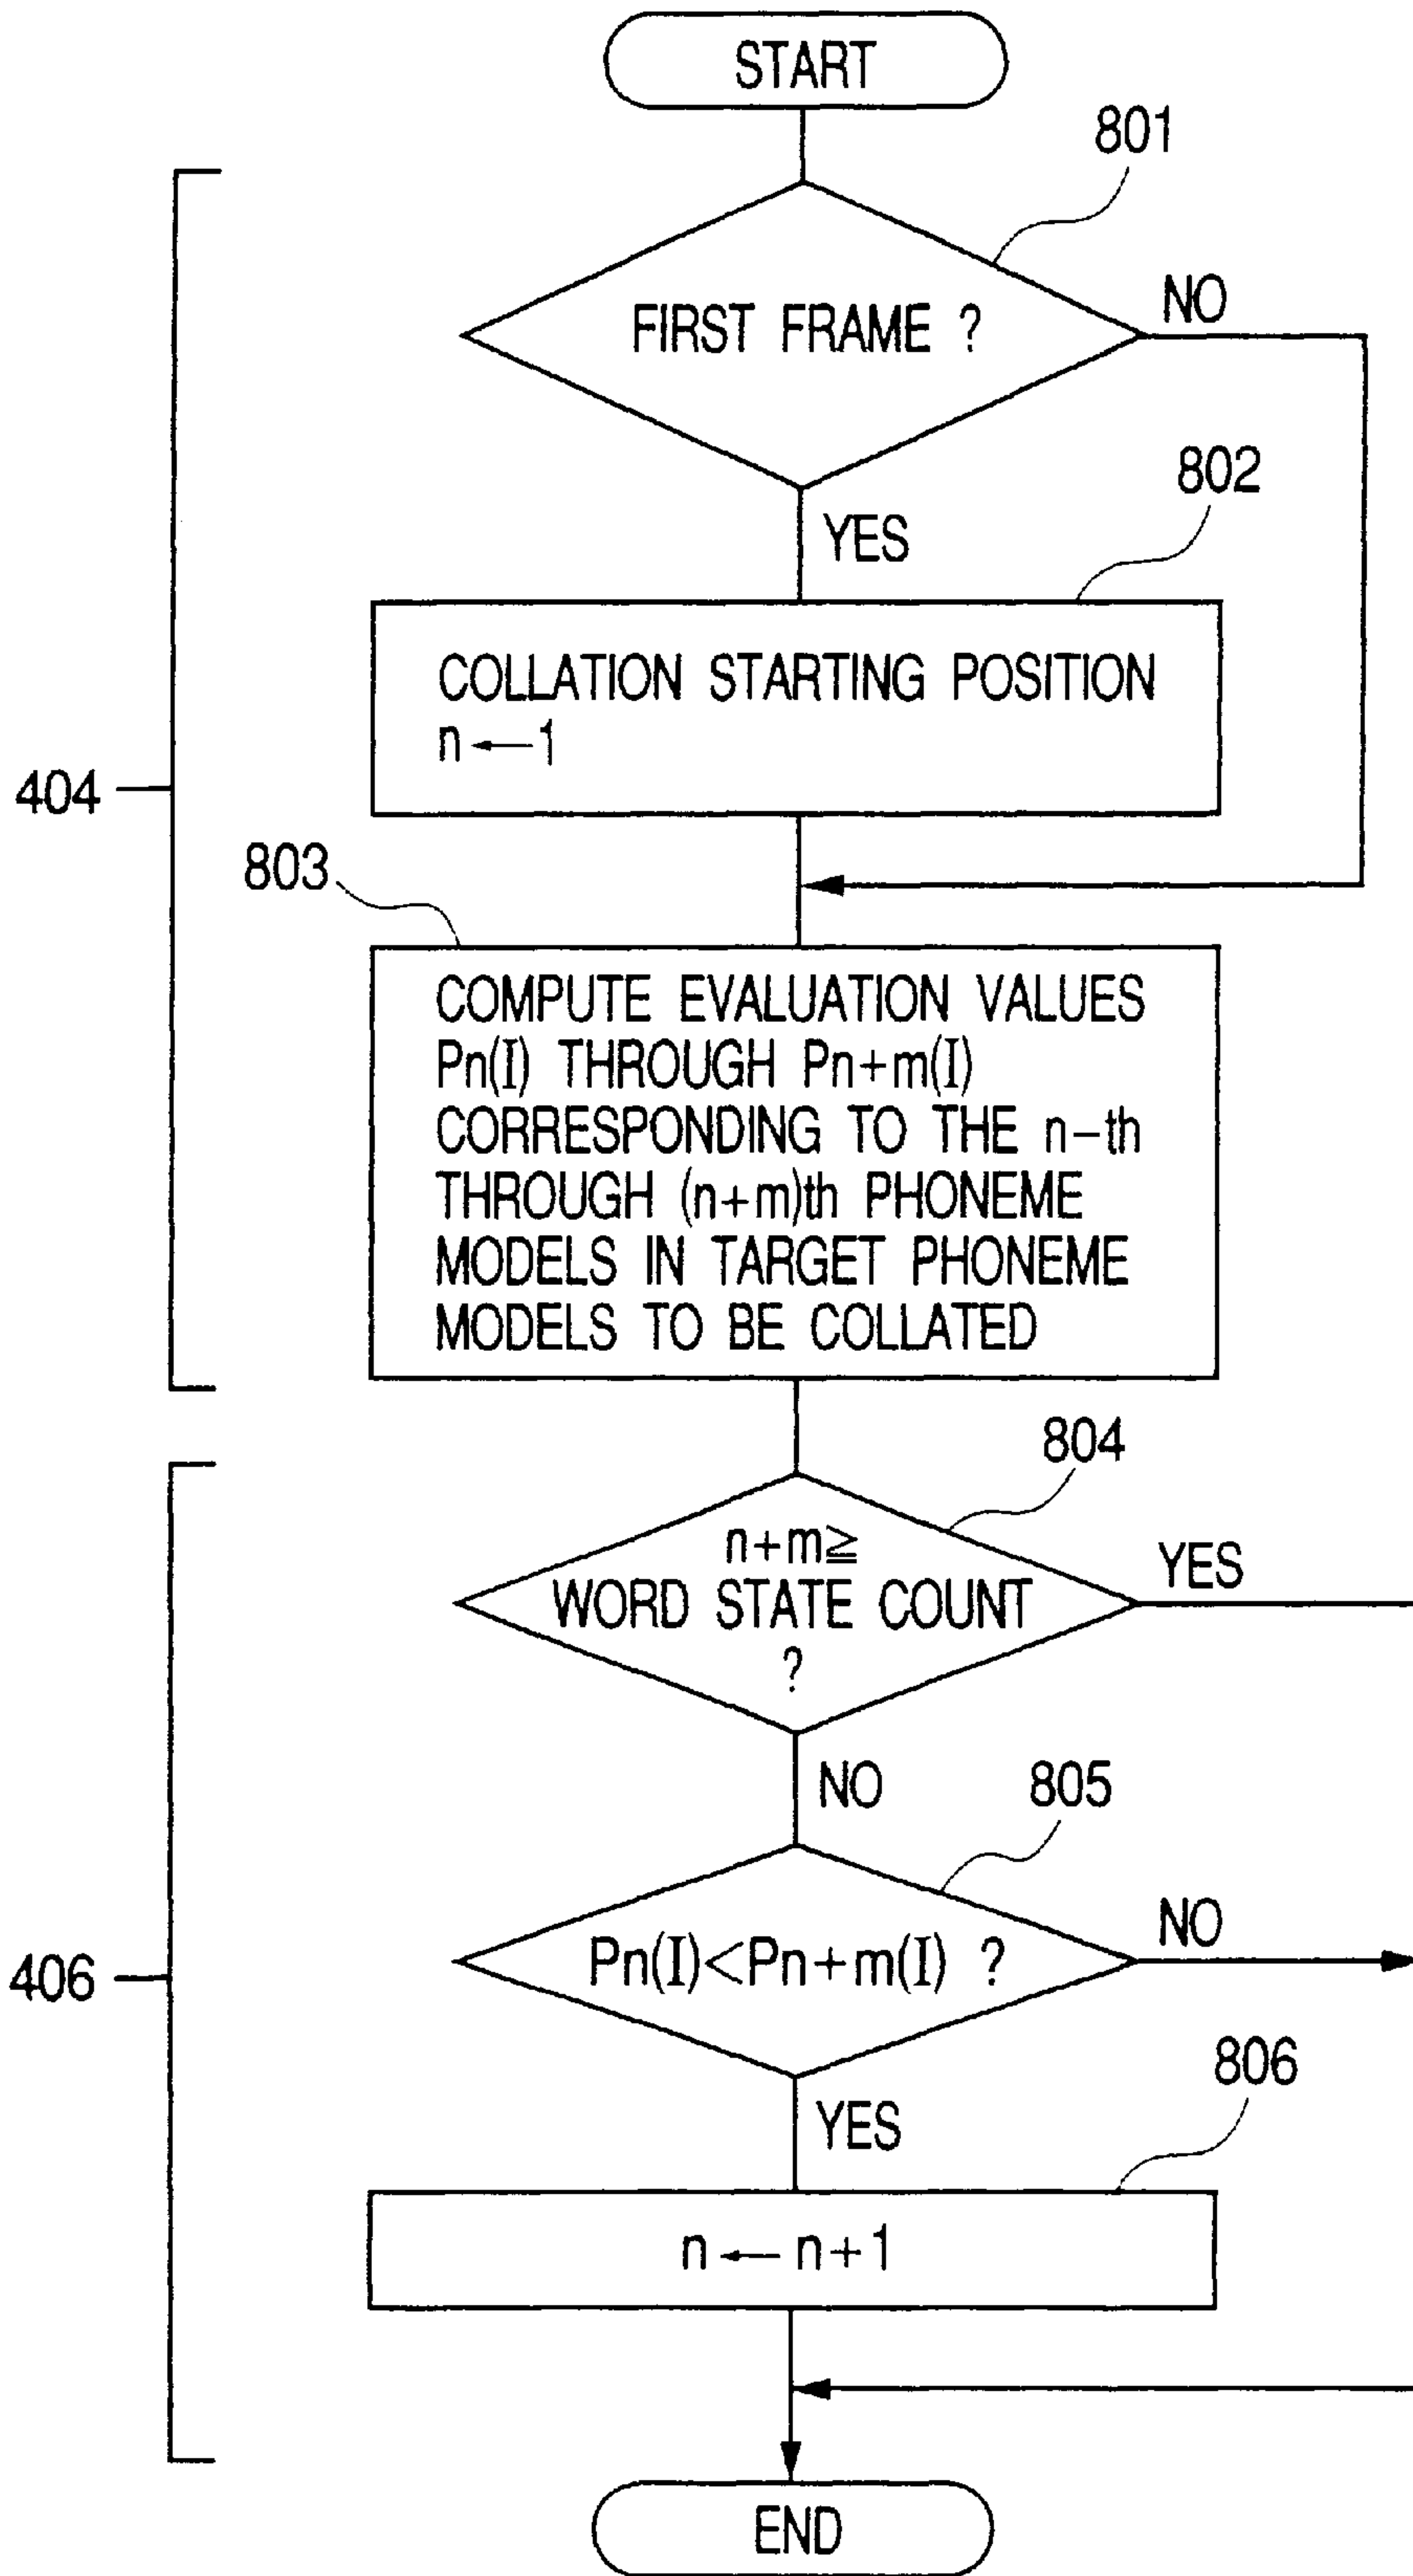 START
801
FIRST FRAME ?
NO
802
YES
COLLATION STARTING POSITION
n←1
404
803
COMPUTE EVALUATION VALUES
Pn(I) THROUGH Pn+m(I)
CORRESPONDING TO THE n-th
THROUGH (n+m)th PHONEME
MODELS IN TARGET PHONEME
MODELS TO BE COLLATED
804
n+m≧
WORD STATE COUNT
?
YES
NO
805
Pn(I)<Pn+m(I) ?
NO
406
806
YES
n← n+1
END